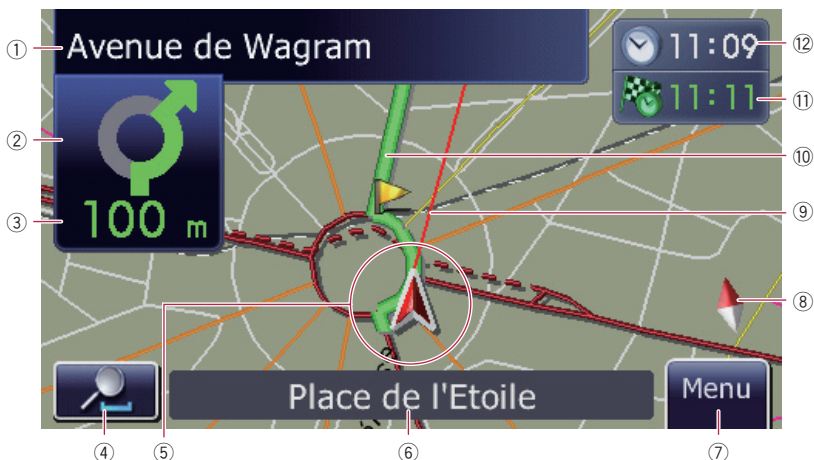 ① Avenue de Wagram
11:09 ⑫
11:11 ⑪
②
③ 100 m
⑩
⑨
⑧
Place de l'Etoile
Menu
④ ⑤ ⑥ ⑦